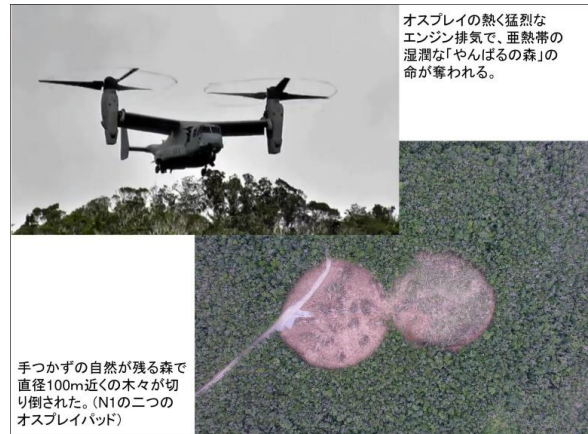 オスプレイの熱く猛烈な
エンジン排気で、亜熱帯の
湿潤な「やんばるの森」の
命が奪われる。
手つかずの自然が残る森で
直径100m近くの木々が切
り倒された。（N1の二つの
オスプレイパッド）